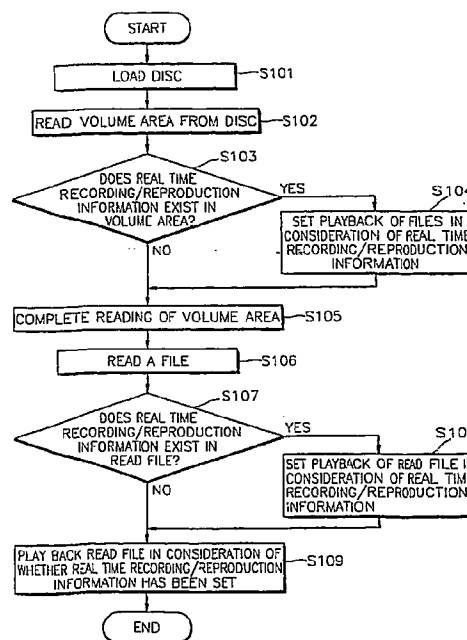 START
LOAD DISC
S101
READ VOLUME AREA FROM DISC
S102
S103
DOES REAL TIME
RECORDING/REPRODUCTION
INFORMATION EXIST IN
VOLUME AREA?
YES
NO
S104
SET PLAYBACK OF FILES IN
CONSIDERATION OF REAL TIME
RECORDING/REPRODUCTION
INFORMATION
COMPLETE READING OF VOLUME AREA
S105
READ A FILE
S106
S107
DOES REAL TIME
RECORDING/REPRODUCTION
INFORMATION EXIST IN
READ FILE?
YES
NO
SET PLAYBACK OF READ FILE
CONSIDERATION OF REAL TIME
RECORDING/REPRODUCTION
INFORMATION
PLAY BACK READ FILE IN CONSIDERATION OF
WHETHER REAL TIME RECORDING/REPRODUCTION
INFORMATION HAS BEEN SET
S109
END